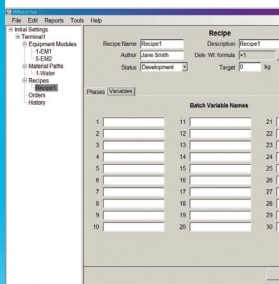 File Edit Reports Tools Help
Initial Settings
Terminal1
Equipment Modules
1-EM1
5-EM2
Material Paths
1-Water
Recipes
Recipe1
Orders
History
Recipe
Recipe Name Recipe1 Description Recipe1
Author Jane Smith Delv. Wt. formula +1
Status Development Target 0 kg
Phases Variables
Batch Variable Names
1 11 21
2 12 22
3 13 23
4 14 24
5 15 25
6 16 26
7 17 27
8 18 28
9 19 29
10 20 30